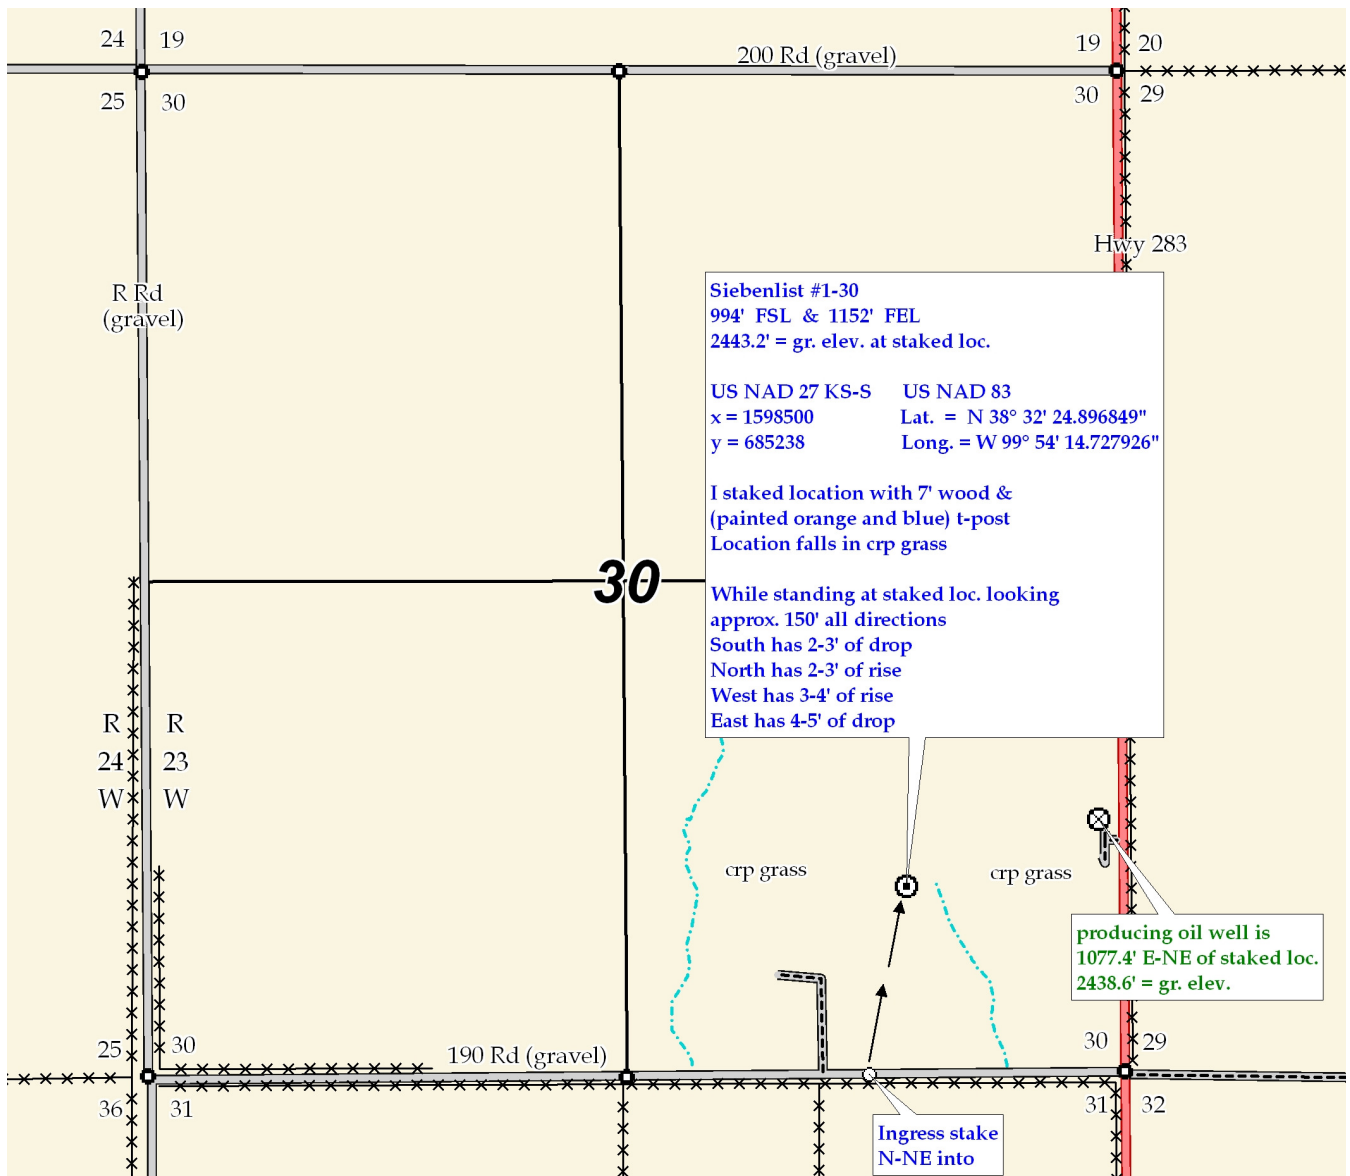 24 19
19 20
200 Rd (gravel)
25 30
30 29
Hwy 283
R Rd
(gravel)
Siebenlist #1-30
994' FSL & 1152' FEL
2443.2' = gr. elev. at staked loc.
US NAD 27 KS-S US NAD 83
x = 1598500 Lat. = N 38° 32' 24.896849"
y = 685238 Long. = W 99° 54' 14.727926"
I staked location with 7' wood &
(painted orange and blue) t-post
Location falls in crp grass
While standing at staked loc. looking
approx. 150' all directions
South has 2-3' of drop
North has 2-3' of rise
West has 3-4' of rise
East has 4-5' of drop
30
R R
24 23
W W
crp grass
crp grass
producing oil well is
1077.4' E-NE of staked loc.
2438.6' = gr. elev.
25 30
190 Rd (gravel)
30 29
36 31
31 32
Ingress stake
N-NE into